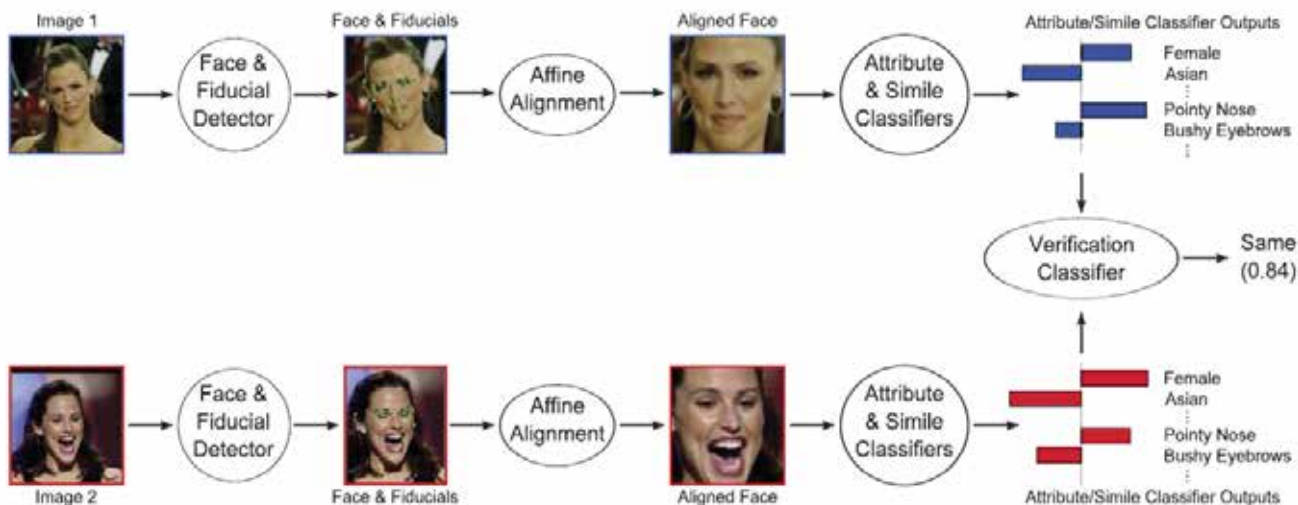 Image 1
Face & Fiducials
Aligned Face
Attribute/Simile Classifier Outputs
Face &
Fiducial
Detector
Affine
Alignment
Attribute
& Simile
Classifiers
Female
Asian
Pointy Nose
Bushy Eyebrows
Verification
Classifier
Same
(0.84)
Face &
Fiducial
Detector
Affine
Alignment
Attribute
& Simile
Classifiers
Female
Asian
Pointy Nose
Bushy Eyebrows
Image 2
Face & Fiducials
Aligned Face
Attribute/Simile Classifier Outputs